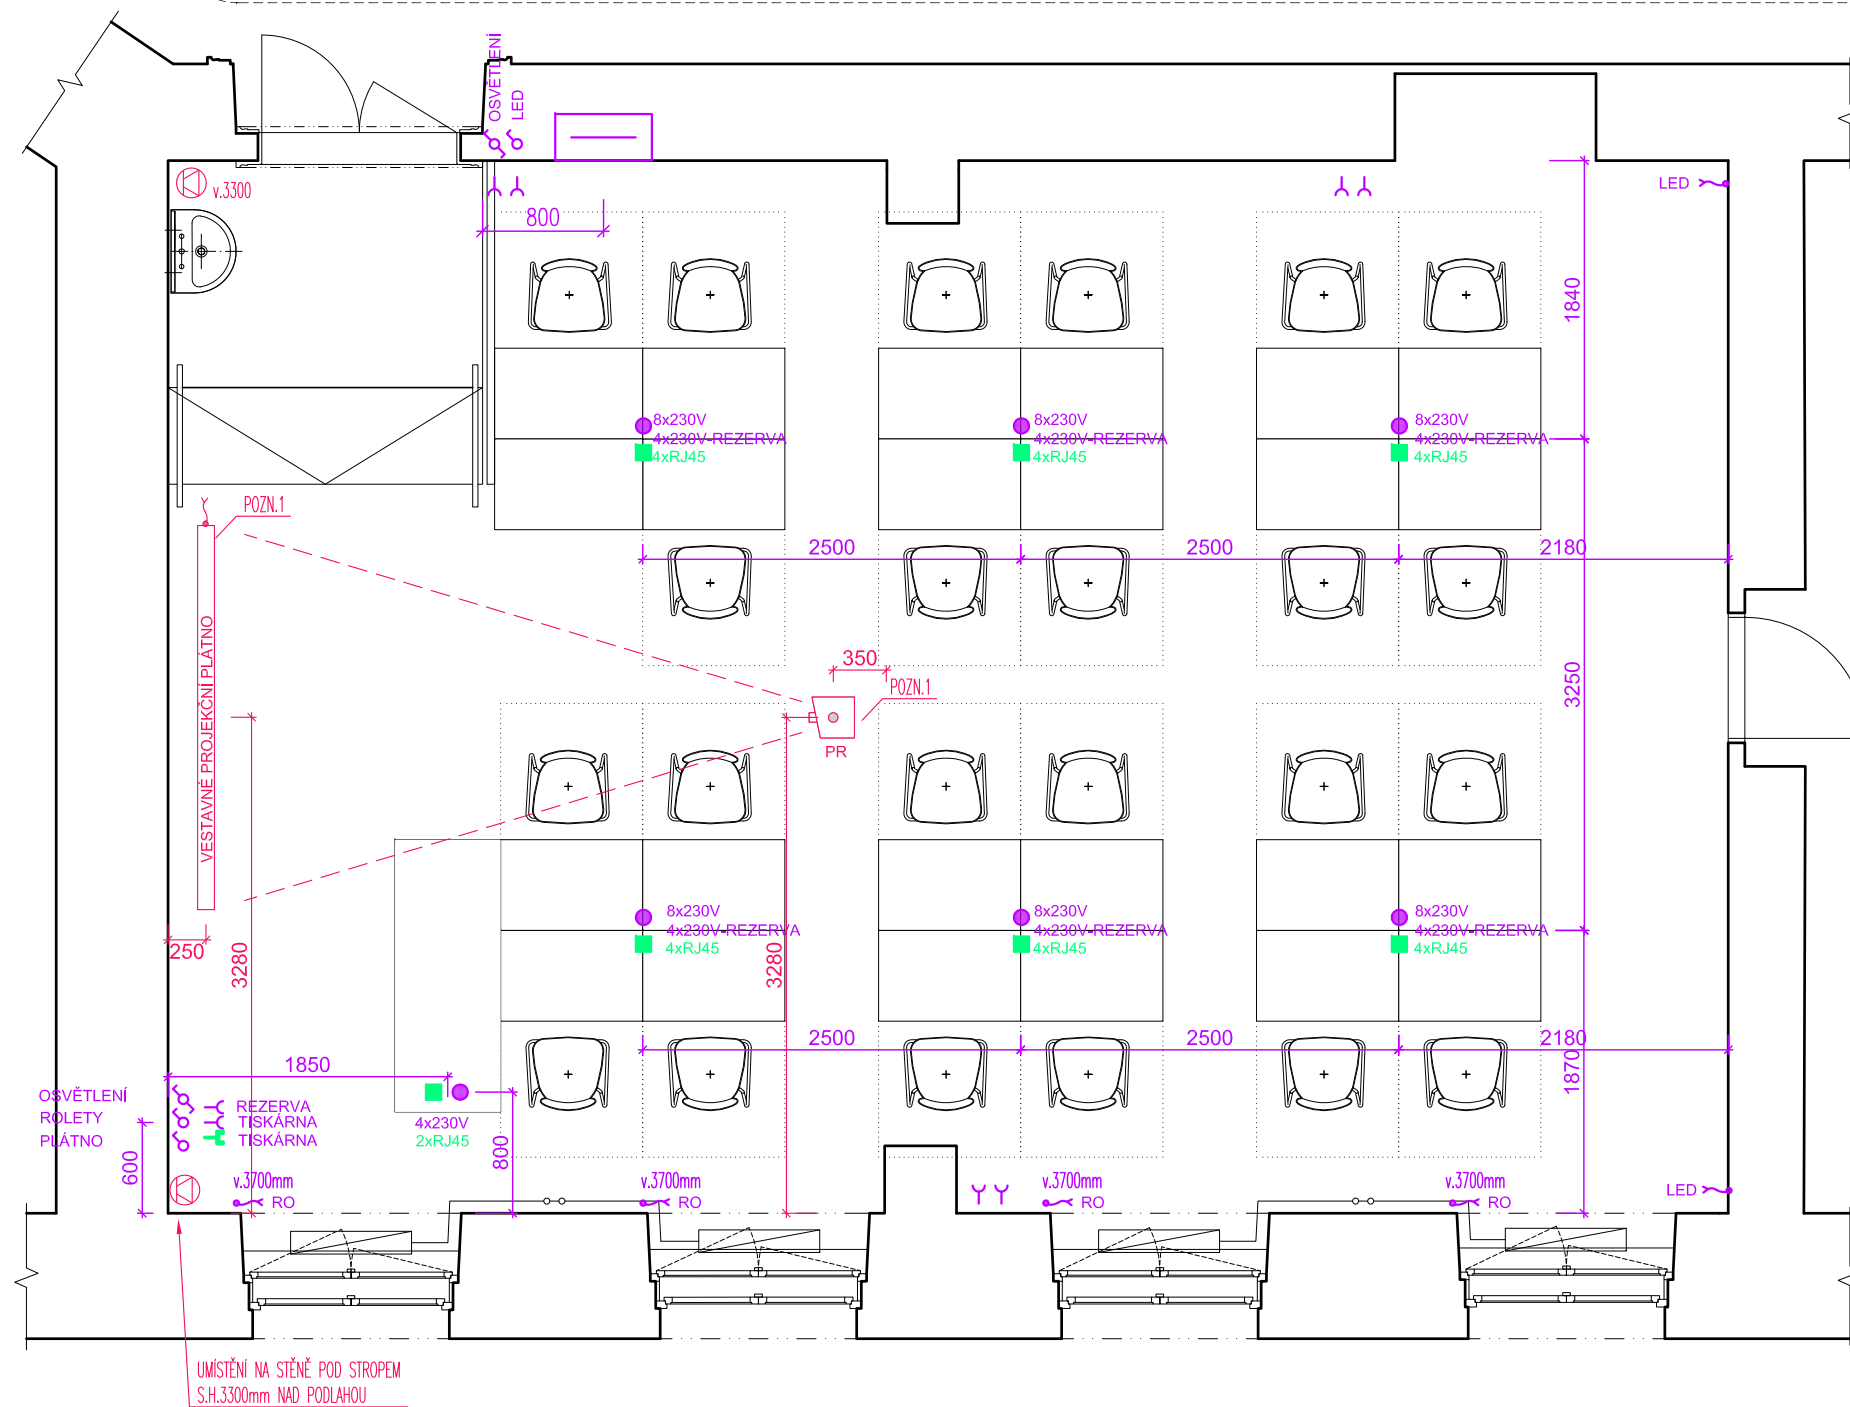 OSVĚTLENÍ
LED
v.3300
800
LED
1840
8x230V
4x230V-REZERVA
4xRJ45
8x230V
4x230V-REZERVA
4xRJ45
8x230V
4x230V-REZERVA
4xRJ45
POZN.1
2500
2500
2180
VESTAVNÉ PROJEKČNÍ PLÁTNO
350
POZN.1
PR
3250
8x230V
4x230V-REZERVA
4xRJ45
8x230V
4x230V-REZERVA
4xRJ45
8x230V
4x230V-REZERVA
4xRJ45
250
3280
3280
2500
2500
2180
1870
1850
OSVĚTLENÍ
ROLETY
PLÁTNO
REZERVA
TISKÁRNA
TISKÁRNA
4x230V
2xRJ45
800
600
v.3700mm
RO
v.3700mm
RO
v.3700mm
RO
v.3700mm
RO
LED
UMÍSTĚNÍ NA STĚNĚ POD STROPEM
S.H.3300mm NAD PODLAHOU